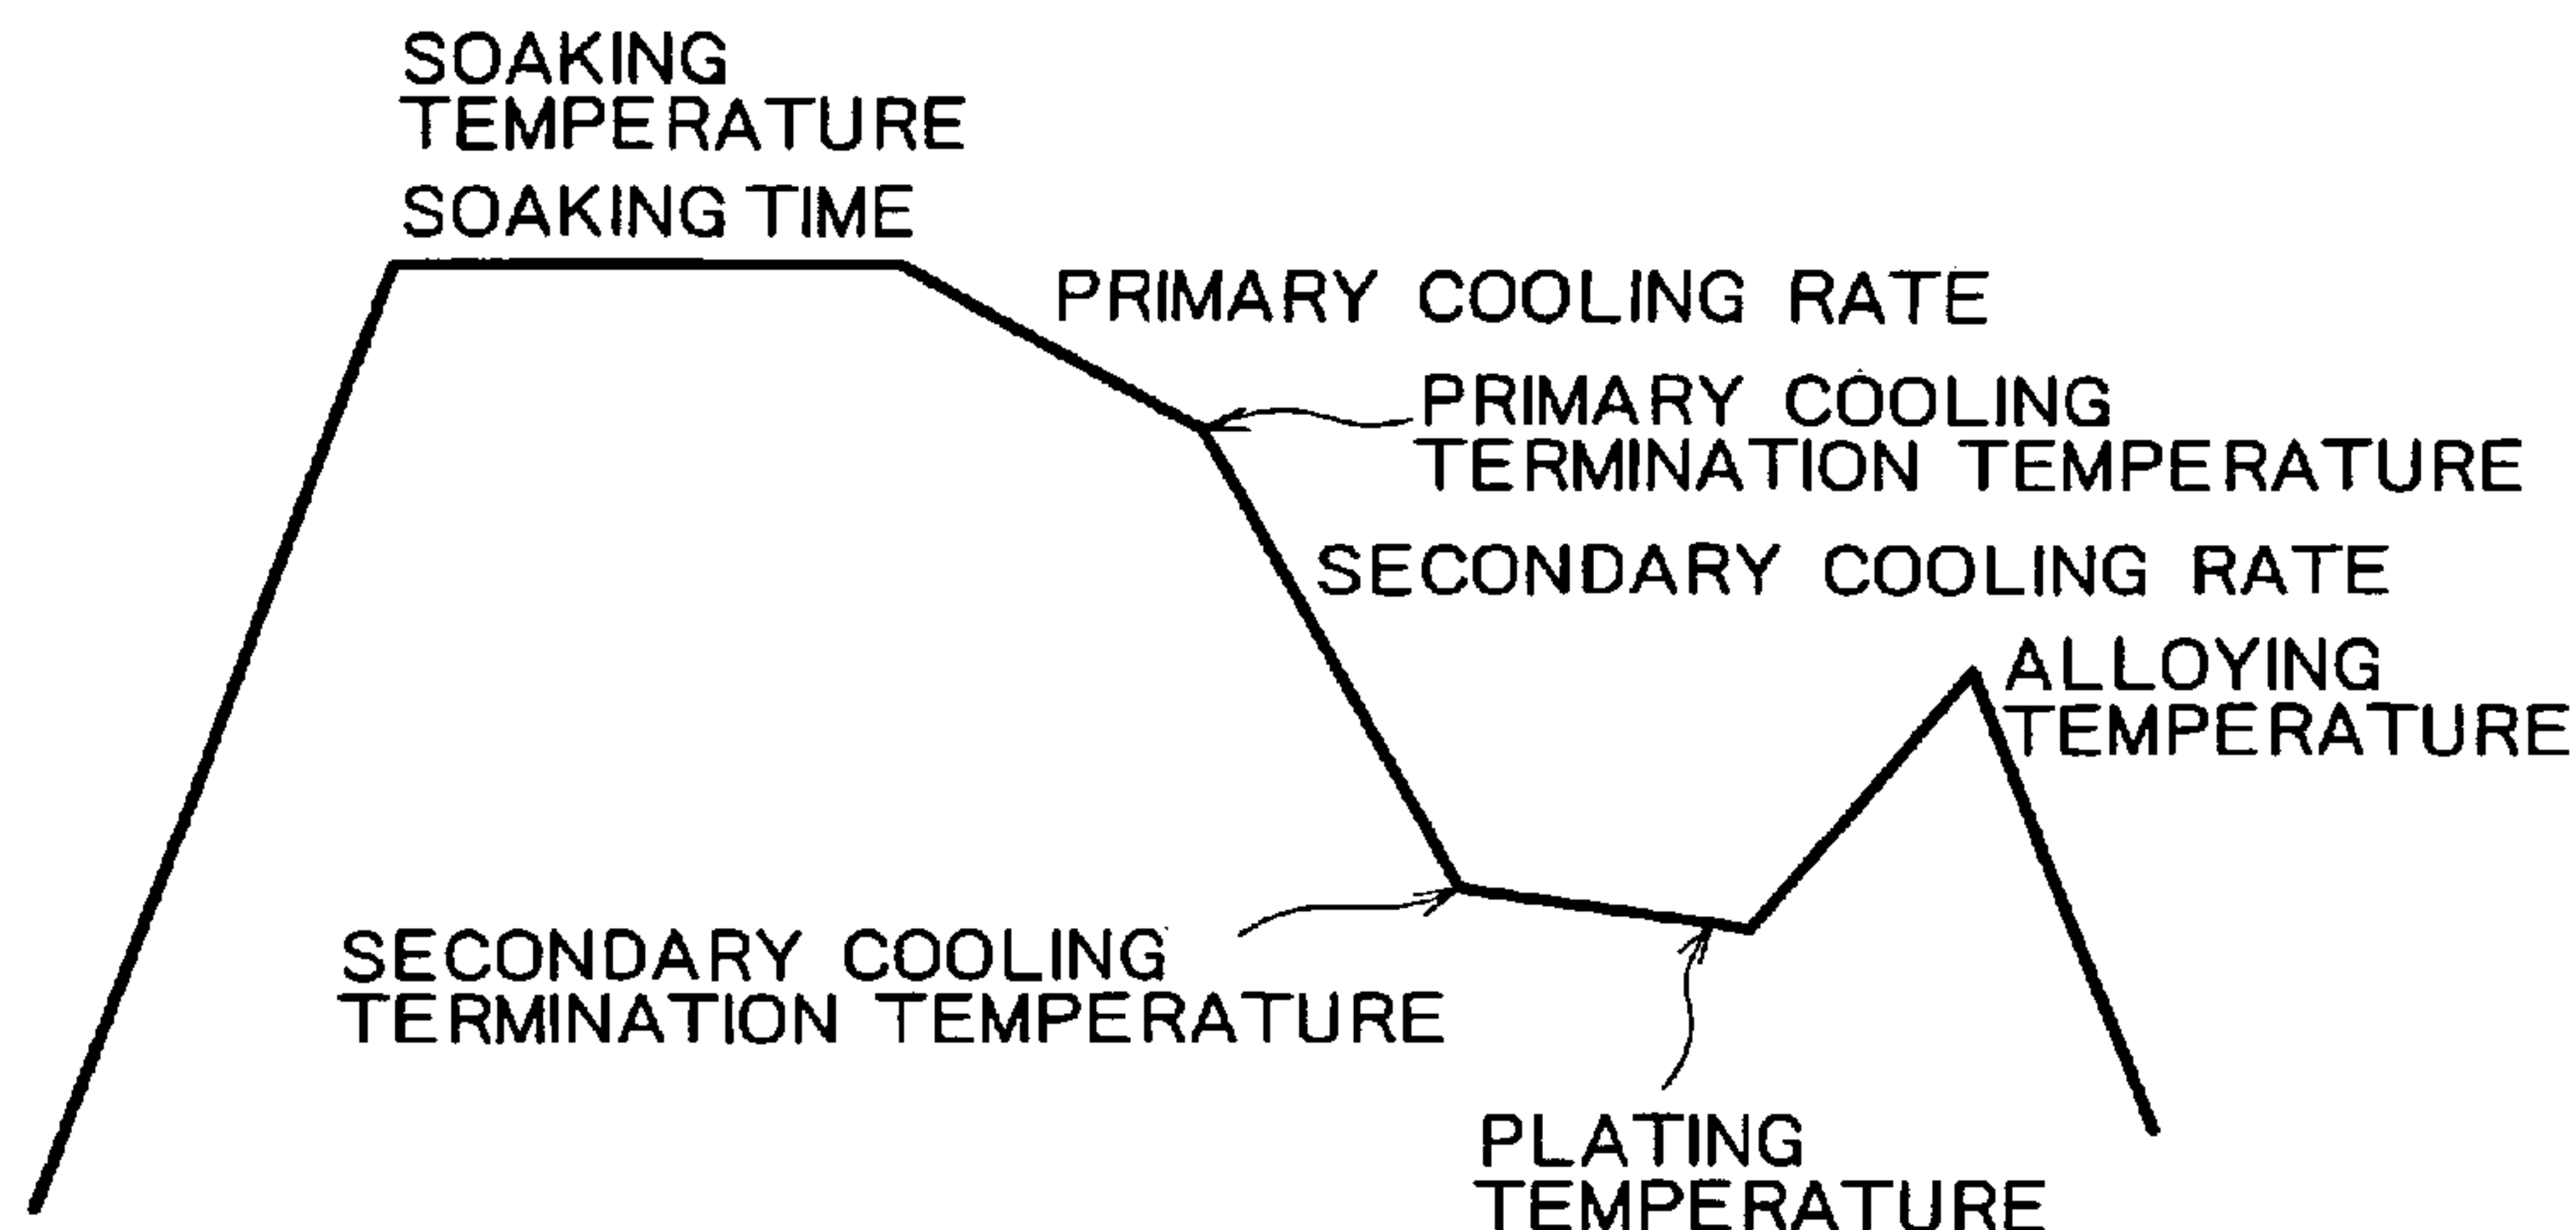 SOAKING
TEMPERATURE
SOAKING TIME
PRIMARY COOLING RATE
PRIMARY COOLING
TERMINATION TEMPERATURE
SECONDARY COOLING RATE
ALLOYING
TEMPERATURE
SECONDARY COOLING
TERMINATION TEMPERATURE
PLATING
TEMPERATURE